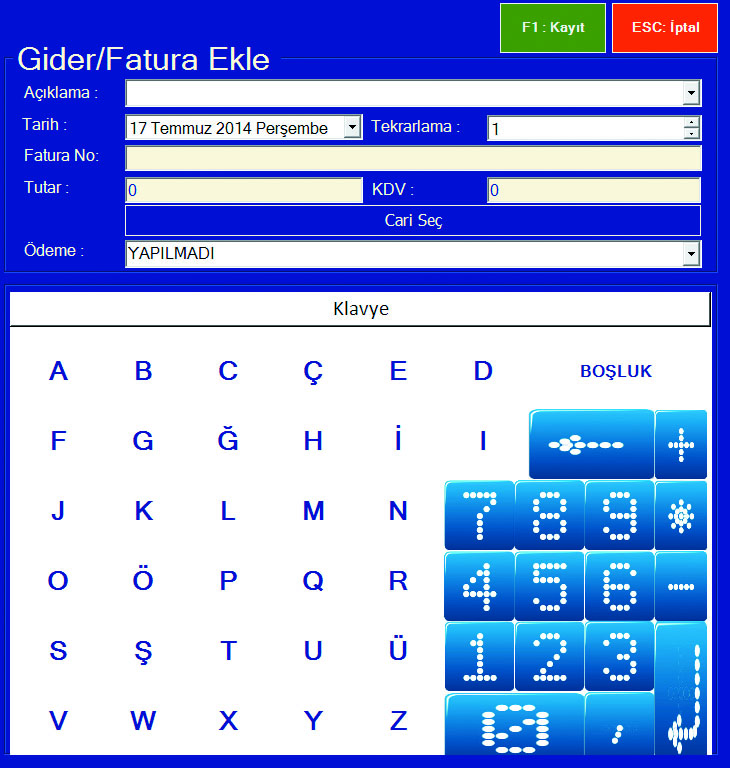 F1 : Kayıt ESC: İptal
Gider/Fatura Ekle
Açıklama :
Tarih : 17 Temmuz 2014 Perşembe Tekrarlama : 1
Fatura No:
Tutar : 0 KDV : 0
Cari Seç
Ödeme : YAPILMADI
Klavye
A B C Ç E D BOŞLUK
F G Ğ H İ I +
J K L M N 7 8 9 *
O Ö P Q R 4 5 6 -
S Ş T U Ü 1 2 3
V W X Y Z 0 ,